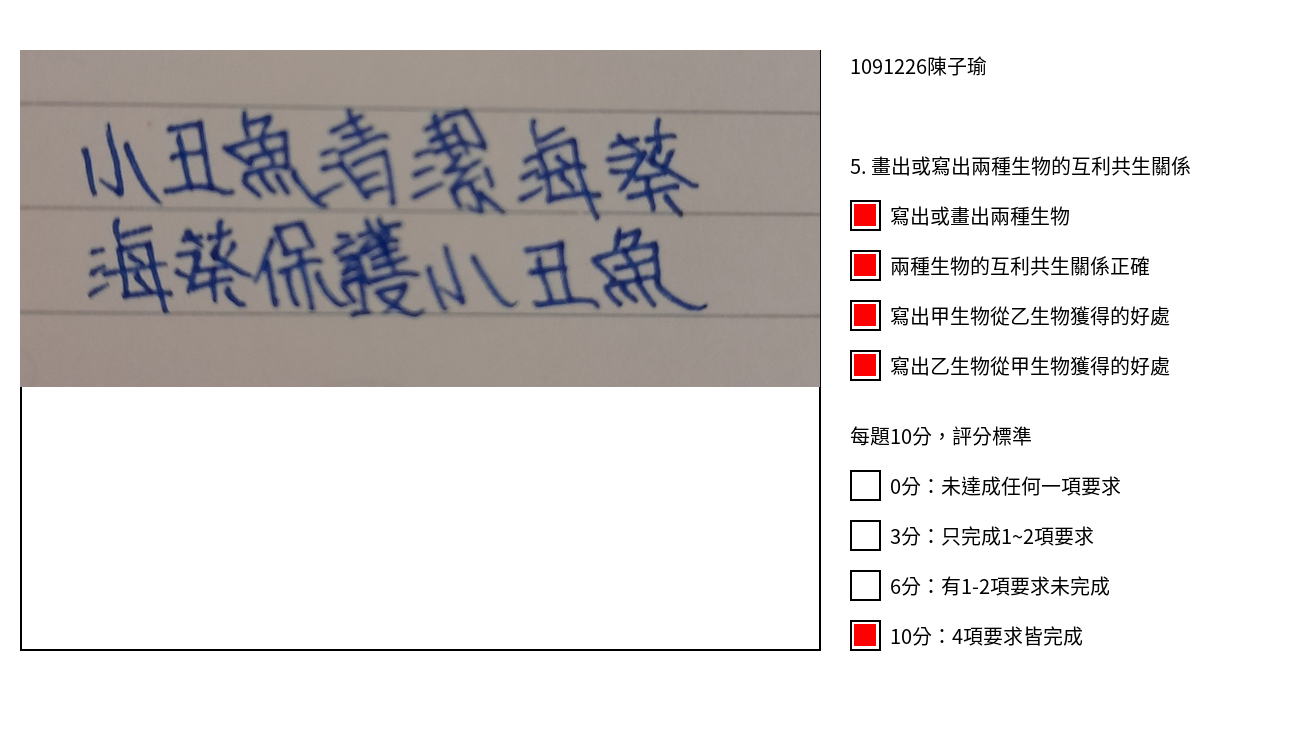 小丑魚清潔海葵
海葵保護小丑魚
1091226陳子瑜
5. 畫出或寫出兩種生物的互利共生關係
寫出或畫出兩種生物
兩種生物的互利共生關係正確
寫出甲生物從乙生物獲得的好處
寫出乙生物從甲生物獲得的好處
每題10分，評分標準
0分：未達成任何一項要求
3分：只完成1~2項要求
6分：有1-2項要求未完成
10分：4項要求皆完成